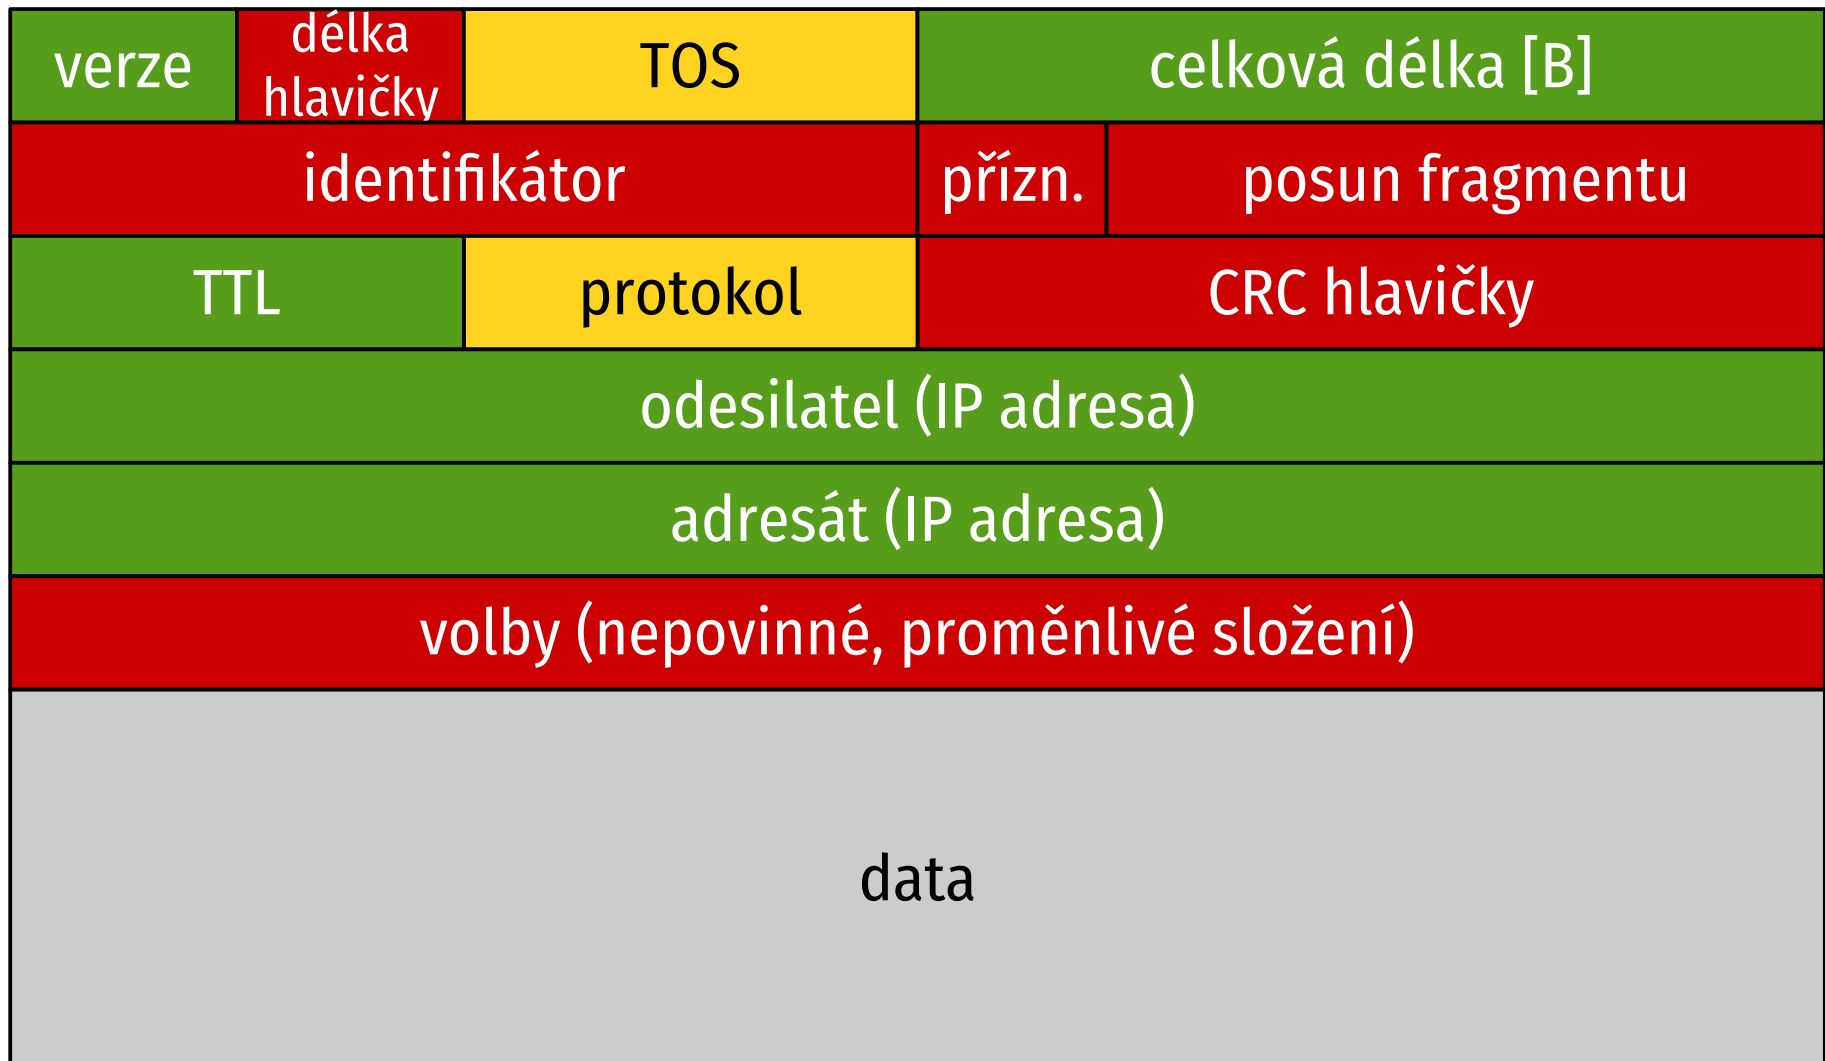 verze
délka
hlavičky
TOS
celková délka [B]
identifikátor
přízn.
posun fragmentu
TTL
protokol
CRC hlavičky
odesilatel (IP adresa)
adresát (IP adresa)
volby (nepovinné, proměnlivé složení)
data